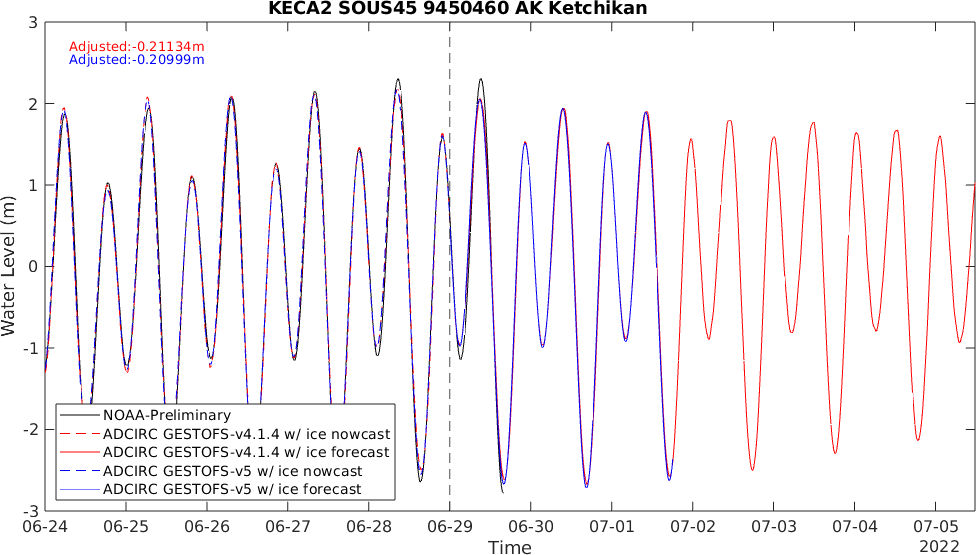 KECA2 SOUS45 9450460 AK Ketchikan
3
Adjusted:-0.21134m
Adjusted:-0.20999m
2
1
0
-1
-2
-3
Water Level (m)
NOAA-Preliminary
ADCIRC GESTOFS-v4.1.4 w/ ice nowcast
ADCIRC GESTOFS-v4.1.4 w/ ice forecast
ADCIRC GESTOFS-v5 w/ ice nowcast
ADCIRC GESTOFS-v5 w/ ice forecast
06-24 06-25 06-26 06-27 06-28 06-29 06-30 07-01 07-02 07-03 07-04 07-05
Time 2022